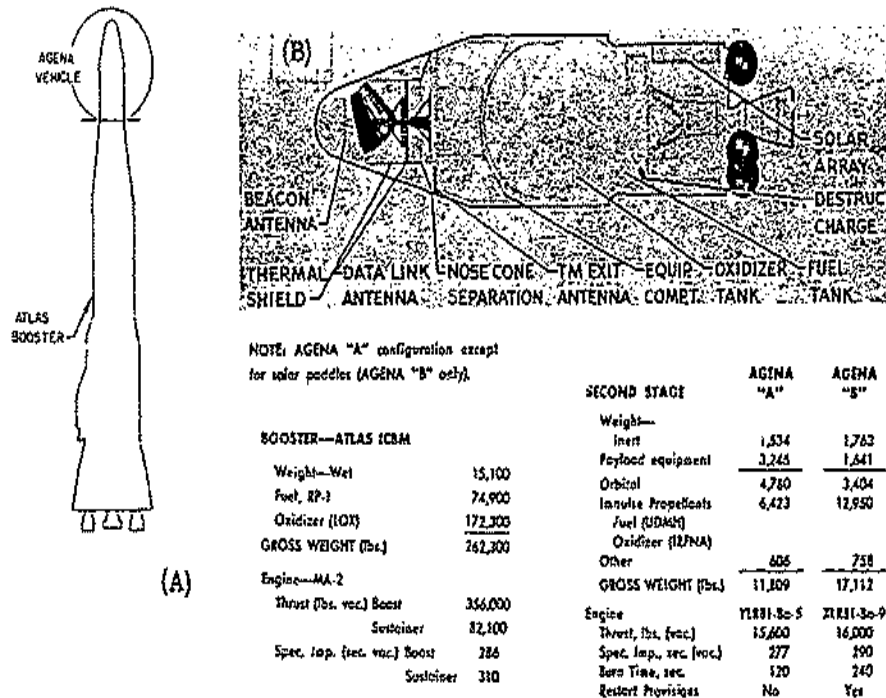 AGENA
VEHICLE
ATLAS
BOOSTER
(A)
(B)
BEACON
ANTENNA
THERMAL
SHIELD
DATA LINK
ANTENNA
NOSE CONE
SEPARATION
TM EXIT
ANTENNA
EQUIP
COMPT.
OXIDIZER
TANK
FUEL
TANK
SOLAR
ARRAY
DESTRUC
CHARGE
NOTE: AGENA "A" configuration except
for solar paddles (AGENA "B" only).
BOOSTER—ATLAS ICBM
Weight—Wet 15,100
Fuel, RP-1 74,900
Oxidizer (LOX) 172,300
GROSS WEIGHT (lbs.) 262,300
Engine—MA-2
Thrust (lbs. vac.) Boost 356,000
Sustainer 82,100
Spec. Imp. (sec. vac.) Boost 286
Sustainer 310
SECOND STAGE AGENA "A" AGENA "B"
Weight—
Inert 1,534 1,763
Payload equipment 3,246 1,641
Orbital 4,780 3,404
Impulse Propellants 6,423 12,950
Fuel (UDMH)
Oxidizer (IRFNA)
Other 606 758
GROSS WEIGHT (lbs.) 11,809 17,112
Engine YLR81-Ba-5 XLR81-Ba-9
Thrust, lbs. (vac.) 15,600 16,000
Spec. Imp., sec. (vac.) 277 290
Burn Time, sec. 120 240
Restart Provisions No Yes